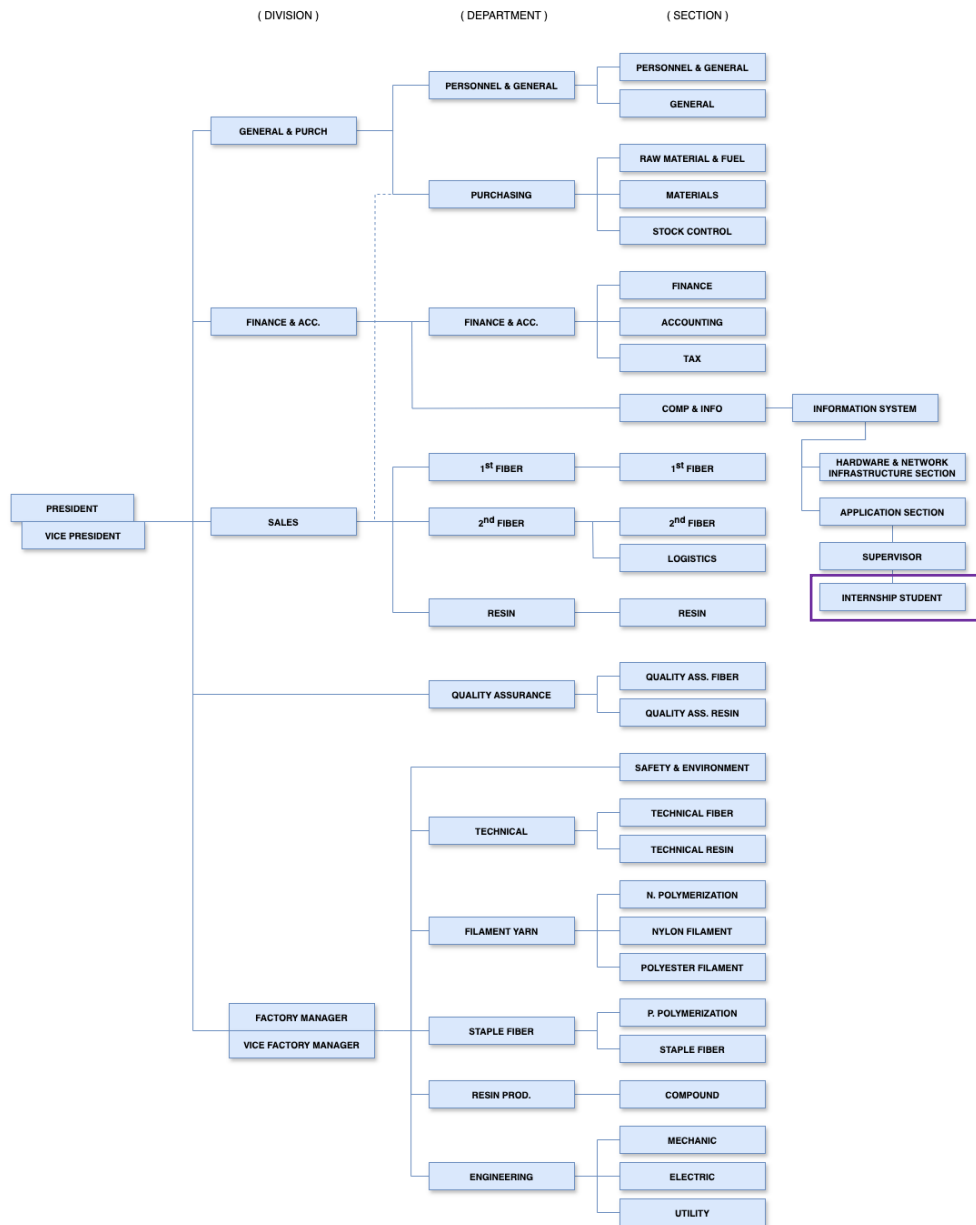 ( DIVISION )
( DEPARTMENT )
( SECTION )
PERSONNEL & GENERAL
PERSONNEL & GENERAL
GENERAL
GENERAL & PURCH
RAW MATERIAL & FUEL
PURCHASING
MATERIALS
STOCK CONTROL
FINANCE
FINANCE & ACC.
FINANCE & ACC.
ACCOUNTING
TAX
COMP & INFO
INFORMATION SYSTEM
1st FIBER
1st FIBER
HARDWARE & NETWORK
INFRASTRUCTURE SECTION
PRESIDENT
VICE PRESIDENT
SALES
2nd FIBER
2nd FIBER
APPLICATION SECTION
LOGISTICS
SUPERVISOR
INTERNSHIP STUDENT
RESIN
RESIN
QUALITY ASSURANCE
QUALITY ASS. FIBER
QUALITY ASS. RESIN
SAFETY & ENVIRONMENT
TECHNICAL
TECHNICAL FIBER
TECHNICAL RESIN
N. POLYMERIZATION
FILAMENT YARN
NYLON FILAMENT
POLYESTER FILAMENT
FACTORY MANAGER
VICE FACTORY MANAGER
STAPLE FIBER
P. POLYMERIZATION
STAPLE FIBER
RESIN PROD.
COMPOUND
MECHANIC
ENGINEERING
ELECTRIC
UTILITY